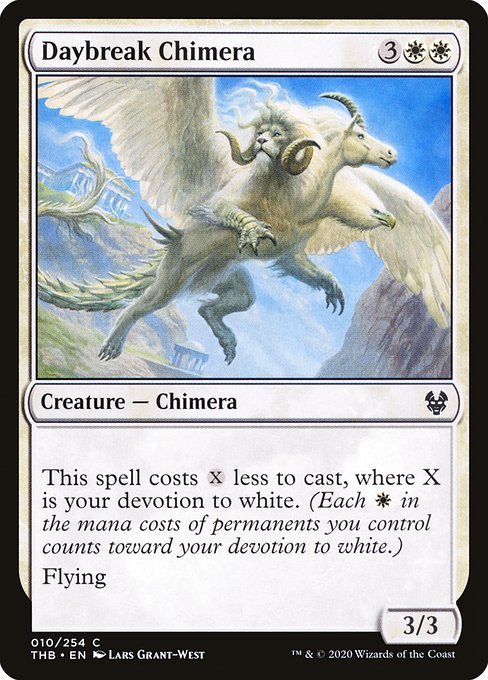 Daybreak Chimera 3
Creature — Chimera
This spell costs X less to cast, where X
is your devotion to white. (Each in
the mana costs of permanents you control
counts toward your devotion to white.)
Flying
3/3
010/254 C
THB • EN Lars Grant-West
™ & © 2020 Wizards of the Coast